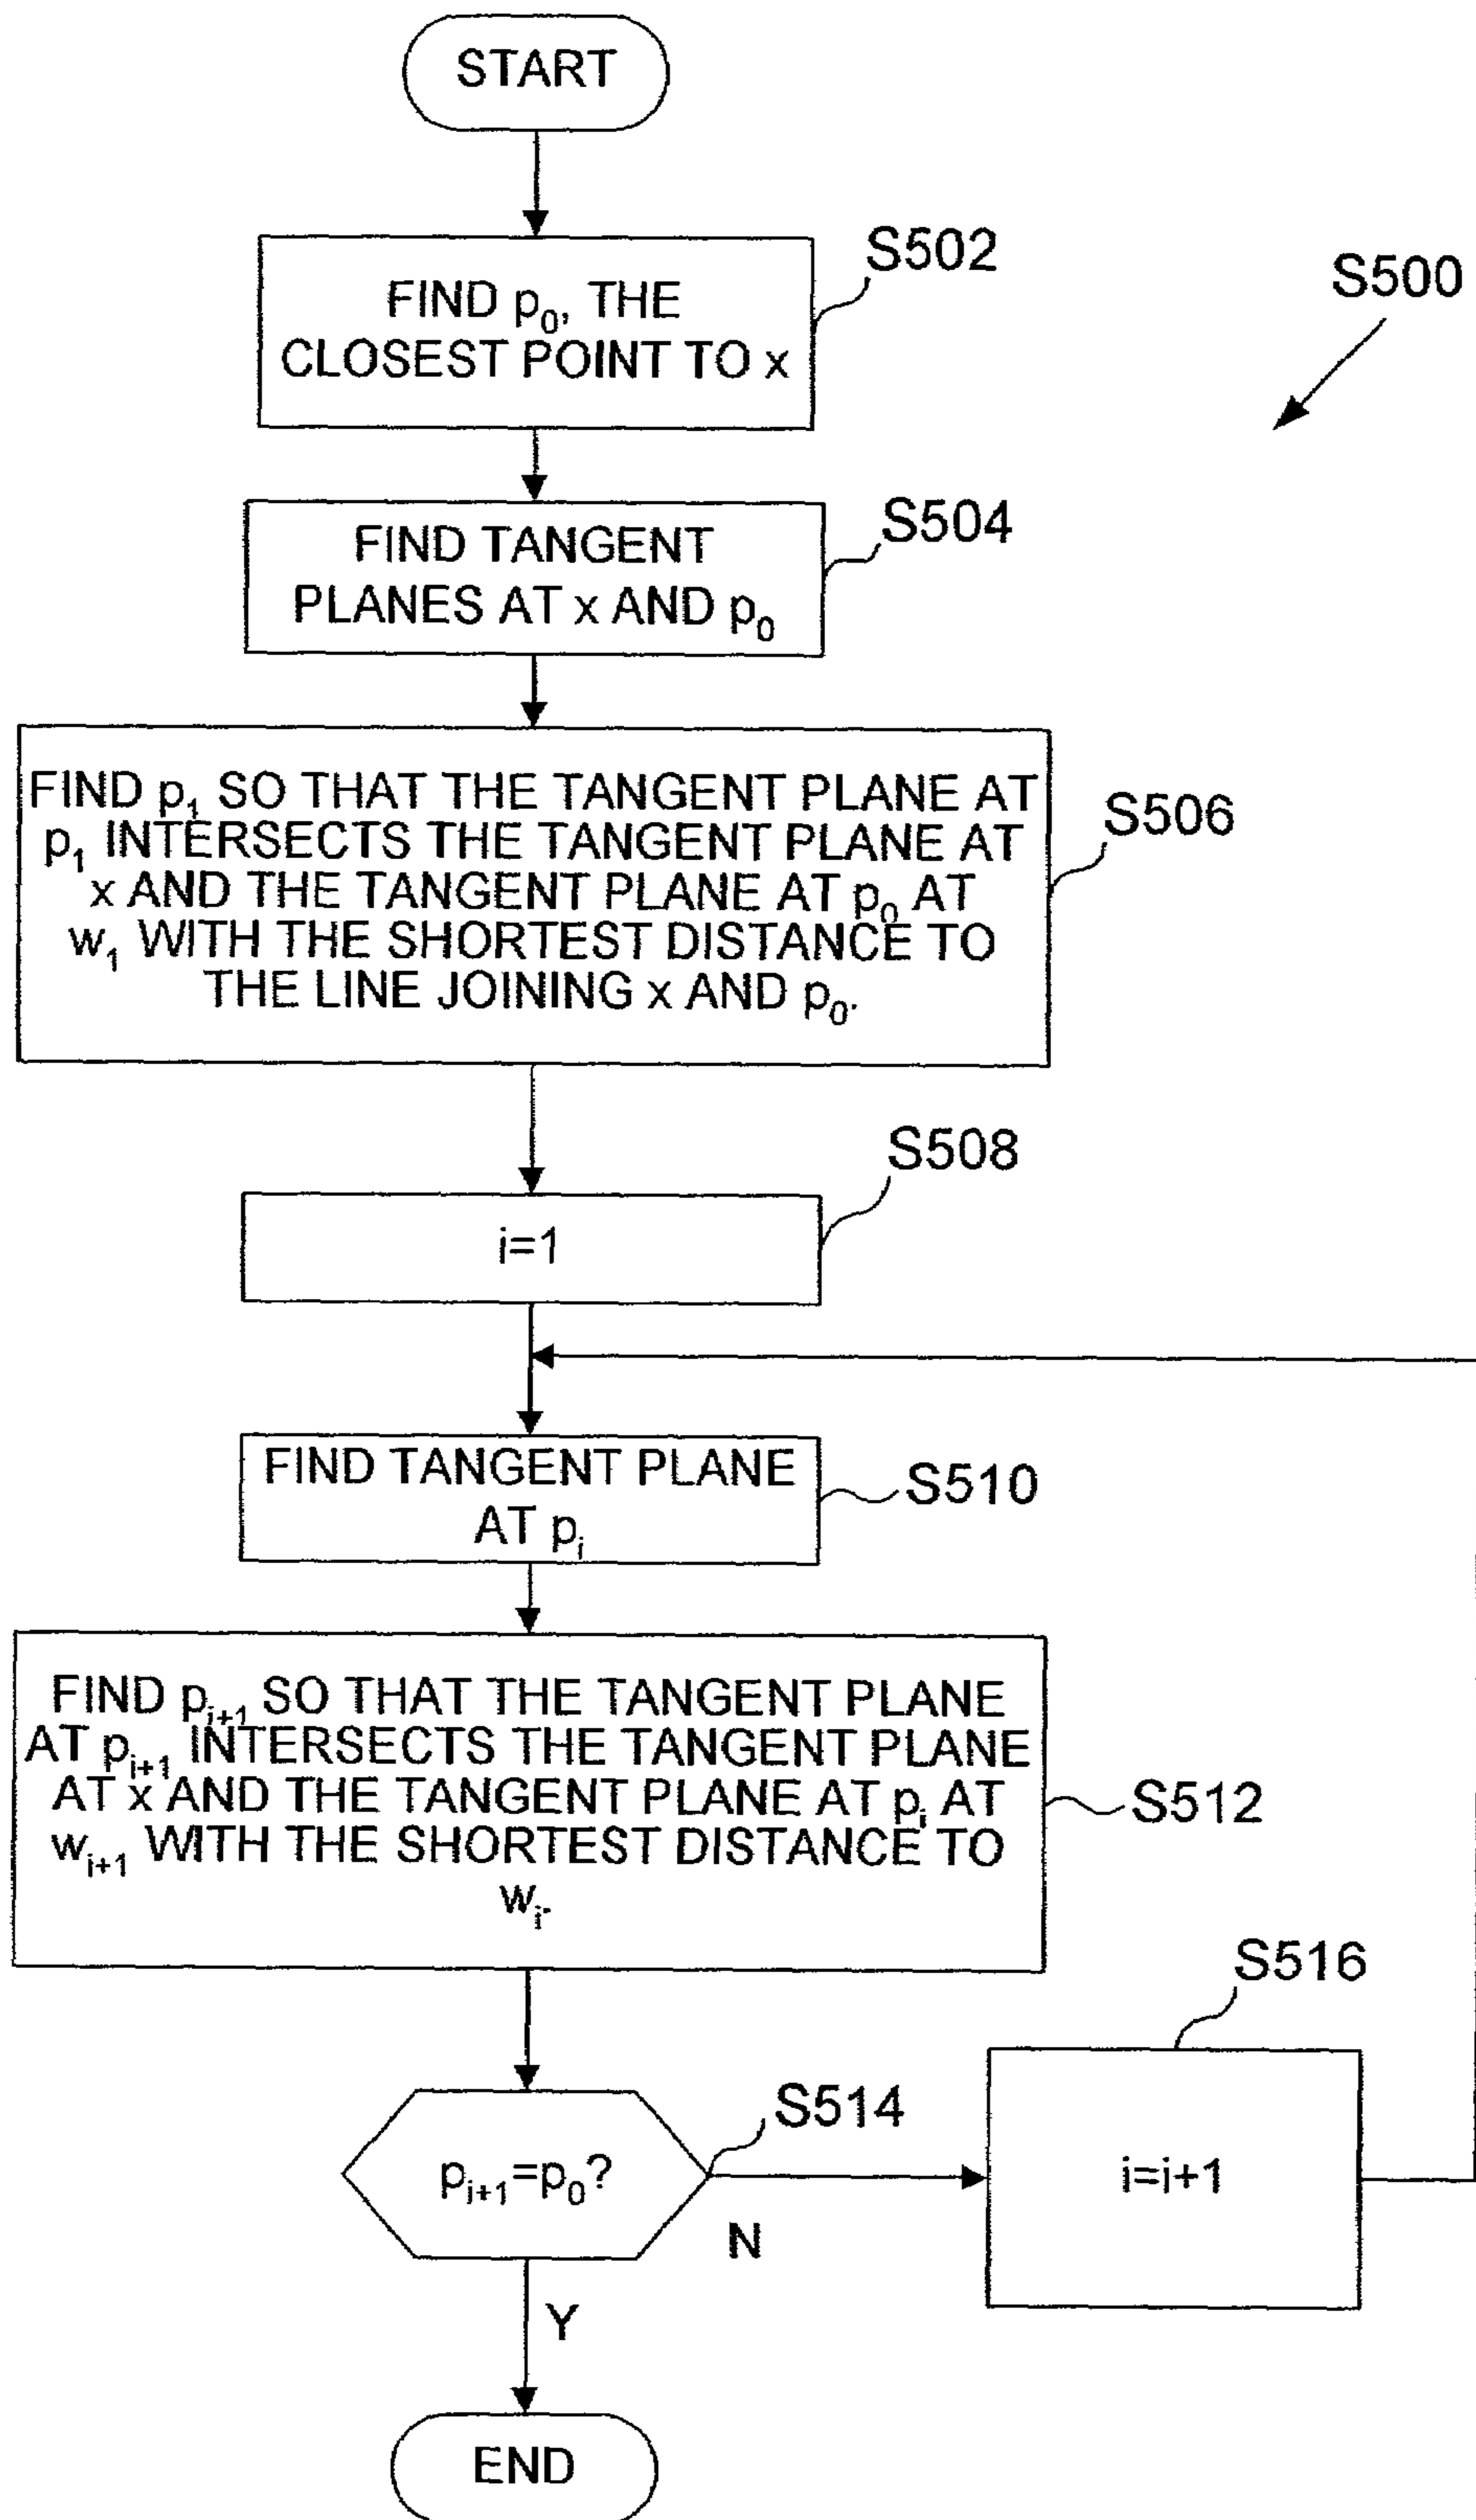 START
S502
S500
FIND p₀, THE
CLOSEST POINT TO x
S504
FIND TANGENT
PLANES AT x AND p₀
S506
FIND p₁ SO THAT THE TANGENT PLANE AT
p₁ INTERSECTS THE TANGENT PLANE AT
x AND THE TANGENT PLANE AT p₀ AT
w₁ WITH THE SHORTEST DISTANCE TO
THE LINE JOINING x AND p₀.
S508
i=1
FIND TANGENT PLANE
AT pᵢ
S510
FIND pᵢ₊₁ SO THAT THE TANGENT PLANE
AT pᵢ₊₁ INTERSECTS THE TANGENT PLANE
AT x AND THE TANGENT PLANE AT pᵢ AT
wᵢ₊₁ WITH THE SHORTEST DISTANCE TO
wᵢ.
S512
S516
S514
pᵢ₊₁=p₀?
i=i+1
N
Y
END